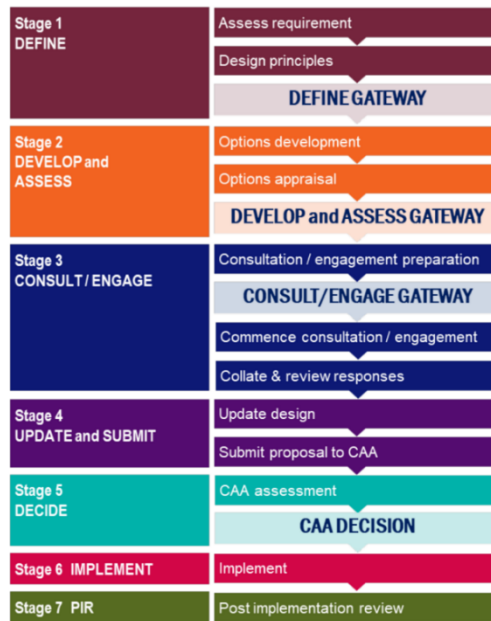 Stage 1
DEFINE
Assess requirement
Design principles
DEFINE GATEWAY
Stage 2
DEVELOP and
ASSESS
Options development
Options appraisal
DEVELOP and ASSESS GATEWAY
Stage 3
CONSULT / ENGAGE
Consultation / engagement preparation
CONSULT/ENGAGE GATEWAY
Commence consultation / engagement
Collate & review responses
Stage 4
UPDATE and SUBMIT
Update design
Submit proposal to CAA
Stage 5
DECIDE
CAA assessment
CAA DECISION
Stage 6 IMPLEMENT
Implement
Stage 7 PIR
Post implementation review